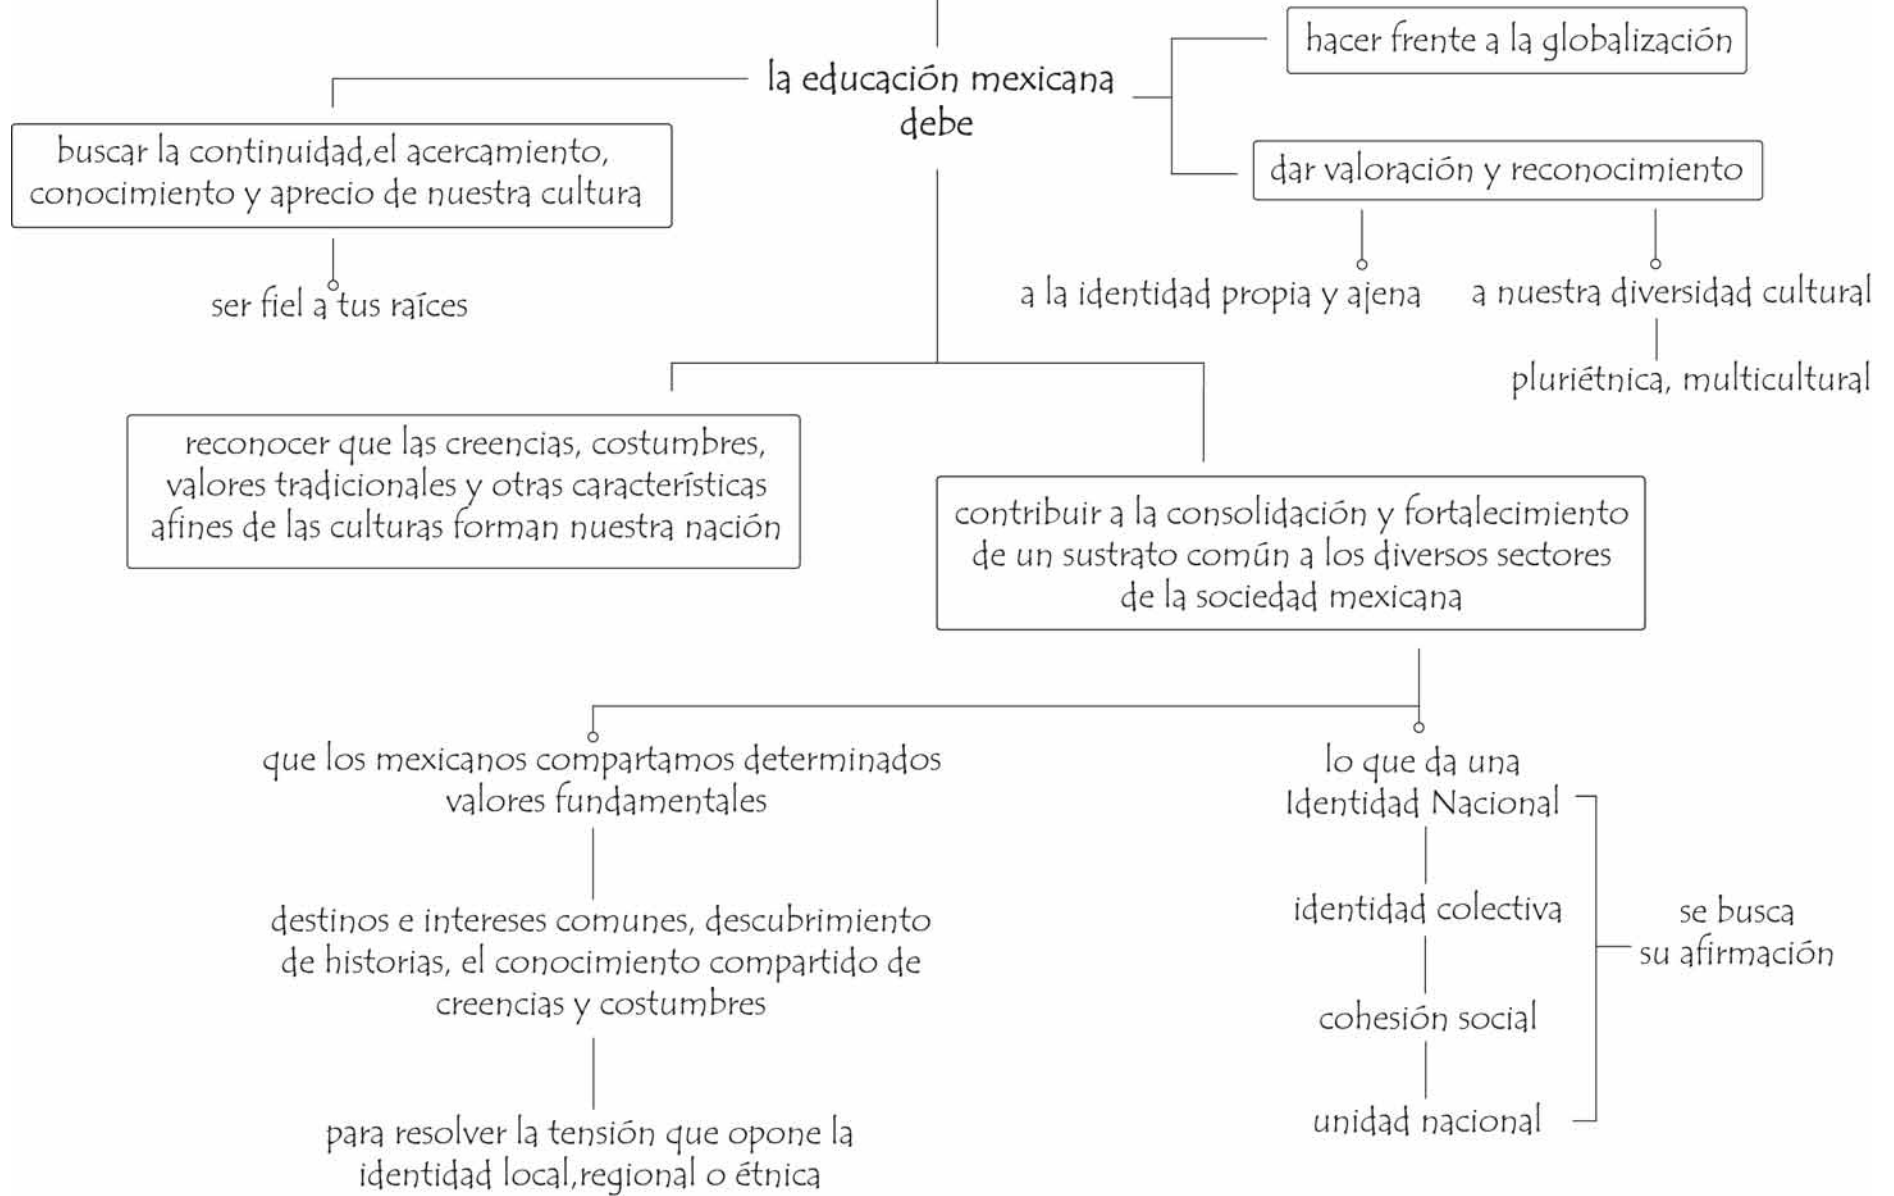 la educación mexicana
debe
hacer frente a la globalización
dar valoración y reconocimiento
a la identidad propia y ajena
a nuestra diversidad cultural
pluriétnica, multicultural
buscar la continuidad,el acercamiento,
conocimiento y aprecio de nuestra cultura
ser fiel a tus raíces
reconocer que las creencias, costumbres,
valores tradicionales y otras características
afines de las culturas forman nuestra nación
contribuir a la consolidación y fortalecimiento
de un sustrato común a los diversos sectores
de la sociedad mexicana
que los mexicanos compartamos determinados
valores fundamentales
destinos e intereses comunes, descubrimiento
de historias, el conocimiento compartido de
creencias y costumbres
para resolver la tensión que opone la
identidad local,regional o étnica
lo que da una
Identidad Nacional
identidad colectiva
cohesión social
unidad nacional
se busca
su afirmación